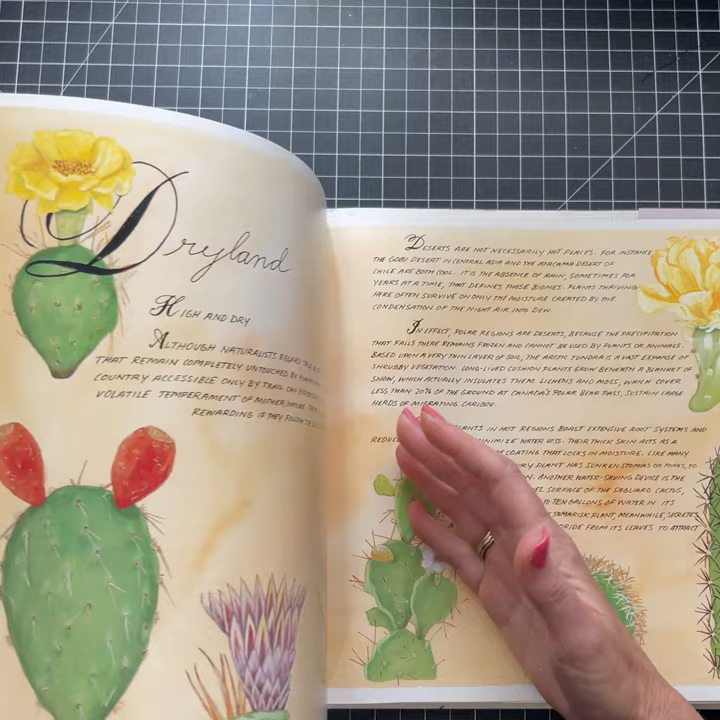 Dryland
HIGH AND DRY
ALTHOUGH NATURALISTS REGARD
THAT REMAIN COMPLETELY UNTOUCHED BY
COUNTRY ACCESSIBLE ONLY BY TRAIL
VOLATILE TEMPERAMENT OF MOTHER NATURE.
REWARDING IF THEY FOLLOW
DESERTS ARE NOT NECESSARILY HOT PLACES. FOR INSTANCE
THE GOBI DESERT IN CENTRAL ASIA AND THE ATACAMA DESERT OF
CHILE ARE BOTH COOL. IT IS THE ABSENCE OF RAIN, SOMETIMES FOR
YEARS AT A TIME, THAT DEFINES THESE BIOMES. PLANTS THRIVING
HERE OFTEN SURVIVE ON ONLY THE MOISTURE CREATED BY THE
CONDENSATION OF THE NIGHT AIR INTO DEW.
IN EFFECT, POLAR REGIONS ARE DESERTS, BECAUSE THE PRECIPITATION
THAT FALLS THERE REMAINS FROZEN AND CANNOT BE USED BY PLANTS OR ANIMALS.
BASED UPON A VERY THIN LAYER OF SOIL, THE ARCTIC TUNDRA IS A VAST EXPANSE OF
SHRUBBY VEGETATION. LONG-LIVED CUSHION PLANTS GROW BENEATH A BLANKET OF
SNOW, WHICH ACTUALLY INSULATES THEM. LICHENS AND MOSS, WHICH COVER
LESS THAN 20% OF THE GROUND AT CANADA'S POLAR BEAR PASS, SUSTAIN LARGE
HERDS OF MIGRATING CARIBOU.
PLANTS IN HOT REGIONS BOAST EXTENSIVE ROOT SYSTEMS AND
MINIMIZE WATER LOSS. THEIR THICK SKIN ACTS AS A
COATING THAT LOCKS IN MOISTURE. LIKE MANY
PLANT HAS SUNKEN STOMAS OR PORES, TO
ANOTHER WATER-SAVING DEVICE IS THE
SURFACE OF THE SAGUARO CACTUS,
TO TEN GALLONS OF WATER IN ITS
TAMARISK PLANT, MEANWHILE, SECRETES
FROM ITS LEAVES TO ATTRACT